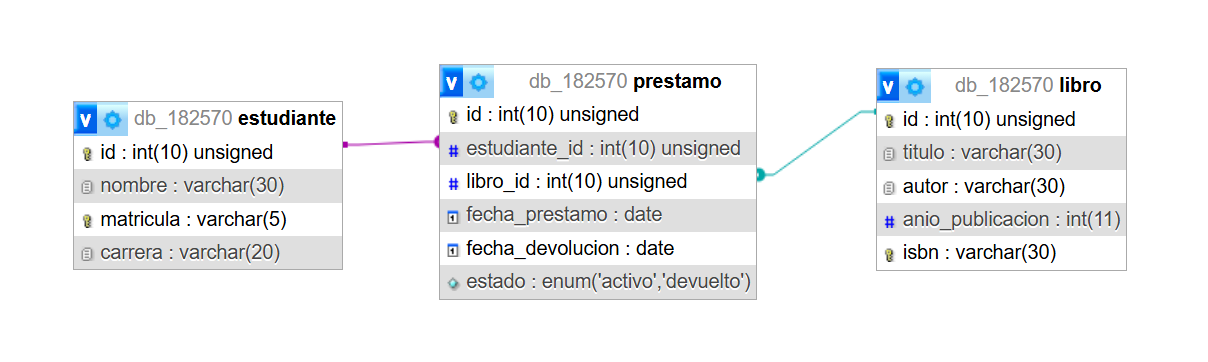 v db_182570 estudiante
id : int(10) unsigned
nombre : varchar(30)
matricula : varchar(5)
carrera : varchar(20)
v db_182570 prestamo
id : int(10) unsigned
# estudiante_id : int(10) unsigned
# libro_id : int(10) unsigned
1 fecha_prestamo : date
1 fecha_devolucion : date
estado : enum('activo','devuelto')
v db_182570 libro
id : int(10) unsigned
titulo : varchar(30)
autor : varchar(30)
# anio_publicacion : int(11)
isbn : varchar(30)